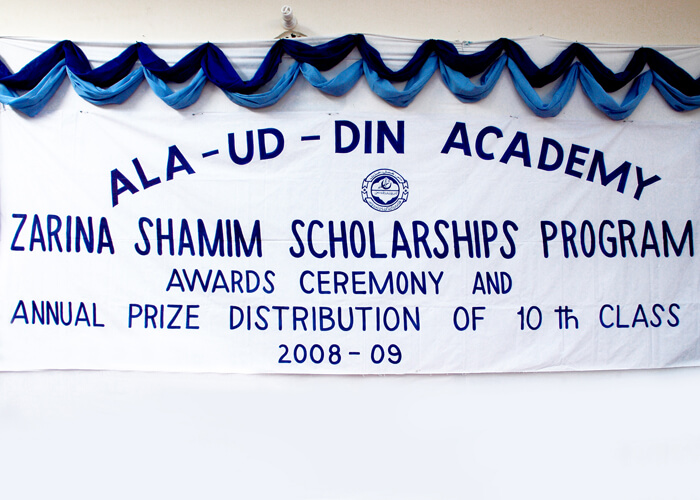 ALA-UD-DIN ACADEMY
ZARINA SHAMIM SCHOLARSHIPS PROGRAM
AWARDS CEREMONY AND
ANNUAL PRIZE DISTRIBUTION OF 10 th CLASS
2008-09